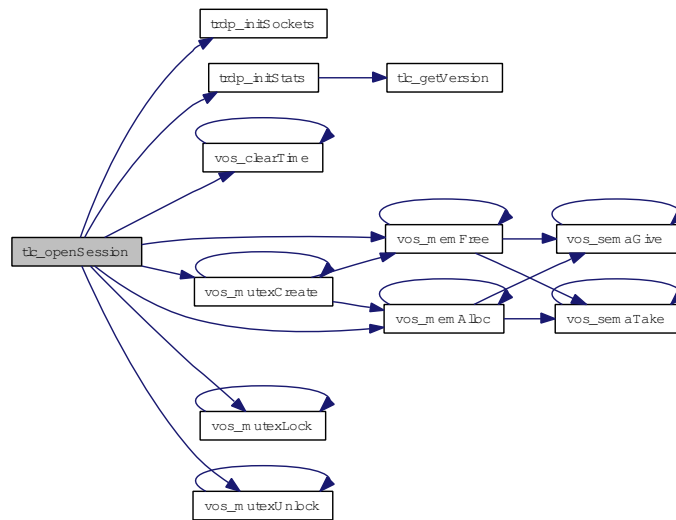 trdp_initSockets
trdp_initStats
tlc_getVersion
vos_clearTime
vos_memFree
vos_semaGive
tlc_openSession
vos_mutexCreate
vos_memAlloc
vos_semaTake
vos_mutexLock
vos_mutexUnlock